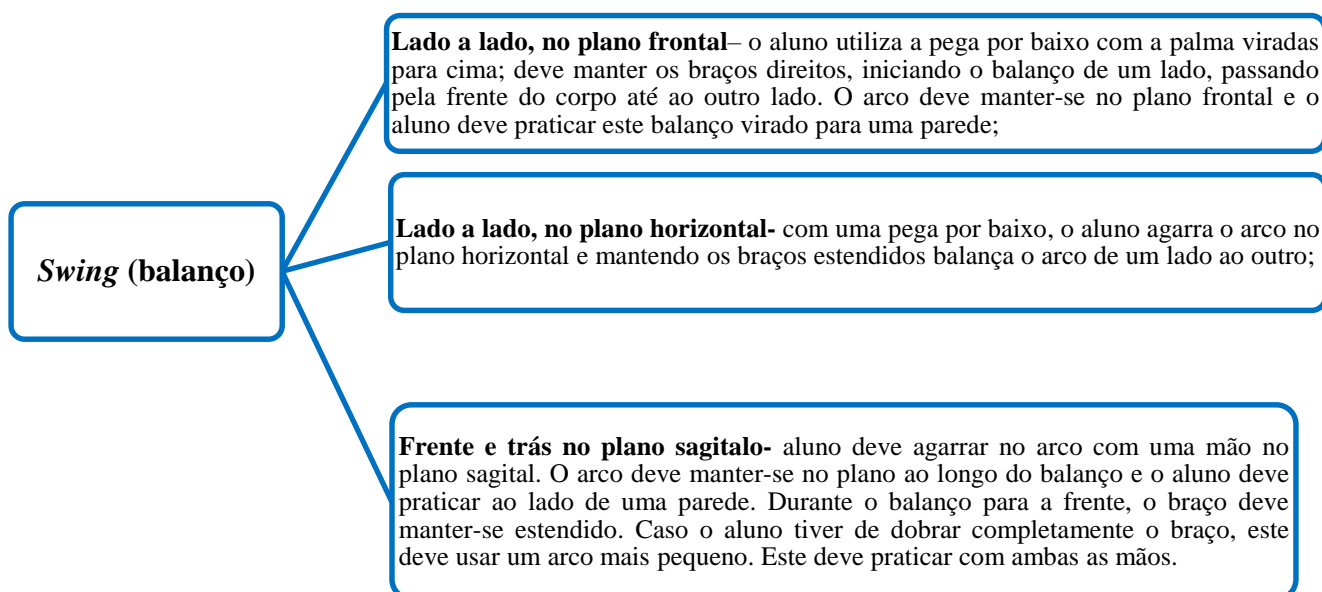 Lado a lado, no plano frontal– o aluno utiliza a pega por baixo com a palma viradas
para cima; deve manter os braços direitos, iniciando o balanço de um lado, passando
pela frente do corpo até ao outro lado. O arco deve manter-se no plano frontal e o
aluno deve praticar este balanço virado para uma parede;
Swing (balanço)
Lado a lado, no plano horizontal- com uma pega por baixo, o aluno agarra o arco no
plano horizontal e mantendo os braços estendidos balança o arco de um lado ao outro;
Frente e trás no plano sagitalo- aluno deve agarrar no arco com uma mão no
plano sagital. O arco deve manter-se no plano ao longo do balanço e o aluno deve
praticar ao lado de uma parede. Durante o balanço para a frente, o braço deve
manter-se estendido. Caso o aluno tiver de dobrar completamente o braço, este
deve usar um arco mais pequeno. Este deve praticar com ambas as mãos.